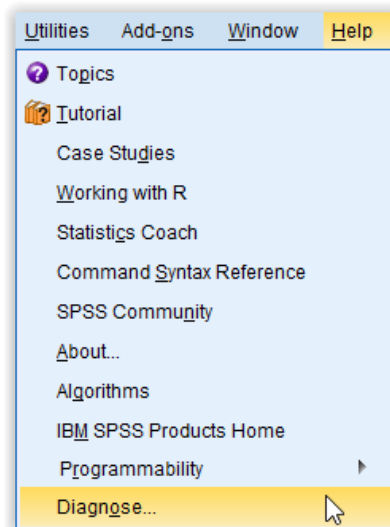 Utilities Add-ons Window Help
Topics
Tutorial
Case Studies
Working with R
Statistics Coach
Command Syntax Reference
SPSS Community
About...
Algorithms
IBM SPSS Products Home
Programmability
Diagnose...